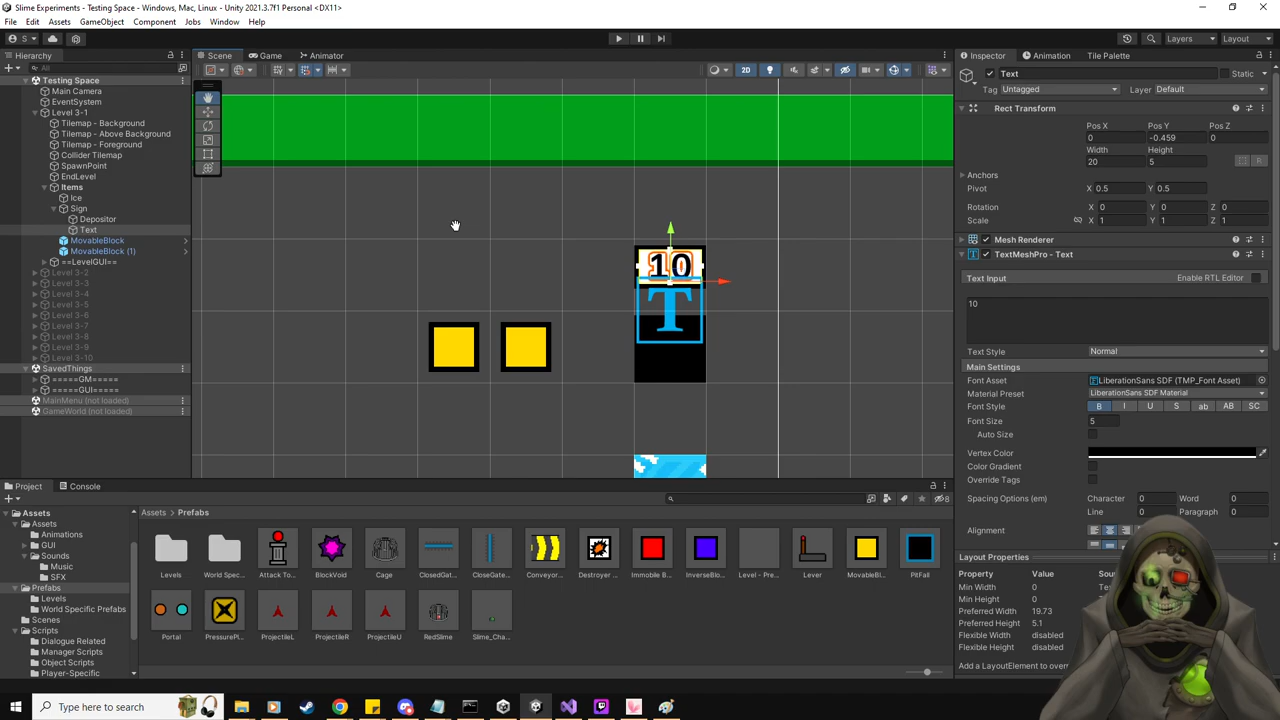 Slime Experiments - Testing Space - Windows, Mac, Linux - Unity 2021.3.7f1 Personal <DX11>
File Edit Assets GameObject Component Jobs Window Help
S
Layers Layout
Hierarchy
All
Testing Space
Main Camera
EventSystem
Level 3-1
Tilemap - Background
Tilemap - Above Background
Tilemap - Foreground
Collider Tilemap
SpawnPoint
EndLevel
Items
Ice
Sign
Depositor
Text
MovableBlock
MovableBlock (1)
==LevelGUI==
Level 3-2
Level 3-3
Level 3-4
Level 3-5
Level 3-6
Level 3-7
Level 3-8
Level 3-9
Level 3-10
SavedThings
=====GM=====
=====GUI=====
MainMenu (not loaded)
GameWorld (not loaded)
Scene Game Animator
2D
10
T
Inspector Animation Tile Palette
Text Static
Tag Untagged Layer Default
Rect Transform
Pos X Pos Y Pos Z
0 -0.459 0
Width Height
20 5
R
Anchors
Pivot X 0.5 Y 0.5
Rotation X 0 Y 0 Z 0
Scale X 1 Y 1 Z 1
Mesh Renderer
TextMeshPro - Text
Text Input Enable RTL Editor
10
Text Style Normal
Main Settings
Font Asset LiberationSans SDF (TMP_Font Asset)
Material Preset LiberationSans SDF Material
Font Style B I U S ab AB SC
Font Size 5
Auto Size
Vertex Color
Color Gradient
Override Tags
Spacing Options (em) Character 0 Word 0
Line 0 Paragraph 0
Alignment
Layout Properties
Property Value
Min Width 0
Min Height 0
Preferred Width 19.73
Preferred Height 5.1
Flexible Width disabled
Flexible Height disabled
Add a LayoutElement to
Project Console
8
Assets
Assets
Animations
GUI
Sounds
Music
SFX
Prefabs
Levels
World Specific Prefabs
Scenes
Scripts
Dialogue Related
Manager Scripts
Object Scripts
Player-Specific
Assets > Prefabs
Levels World Spec... Attack To... BlockVoid Cage ClosedGat... ClosedGate... Conveyor... Destroyer ... Immobile B... InverseBlo... Level - Pre... Lever MovableBl... PitFall
Portal PressurePl... ProjectileL ProjectileR ProjectileU RedSlime Slime_Cha...
Type here to search